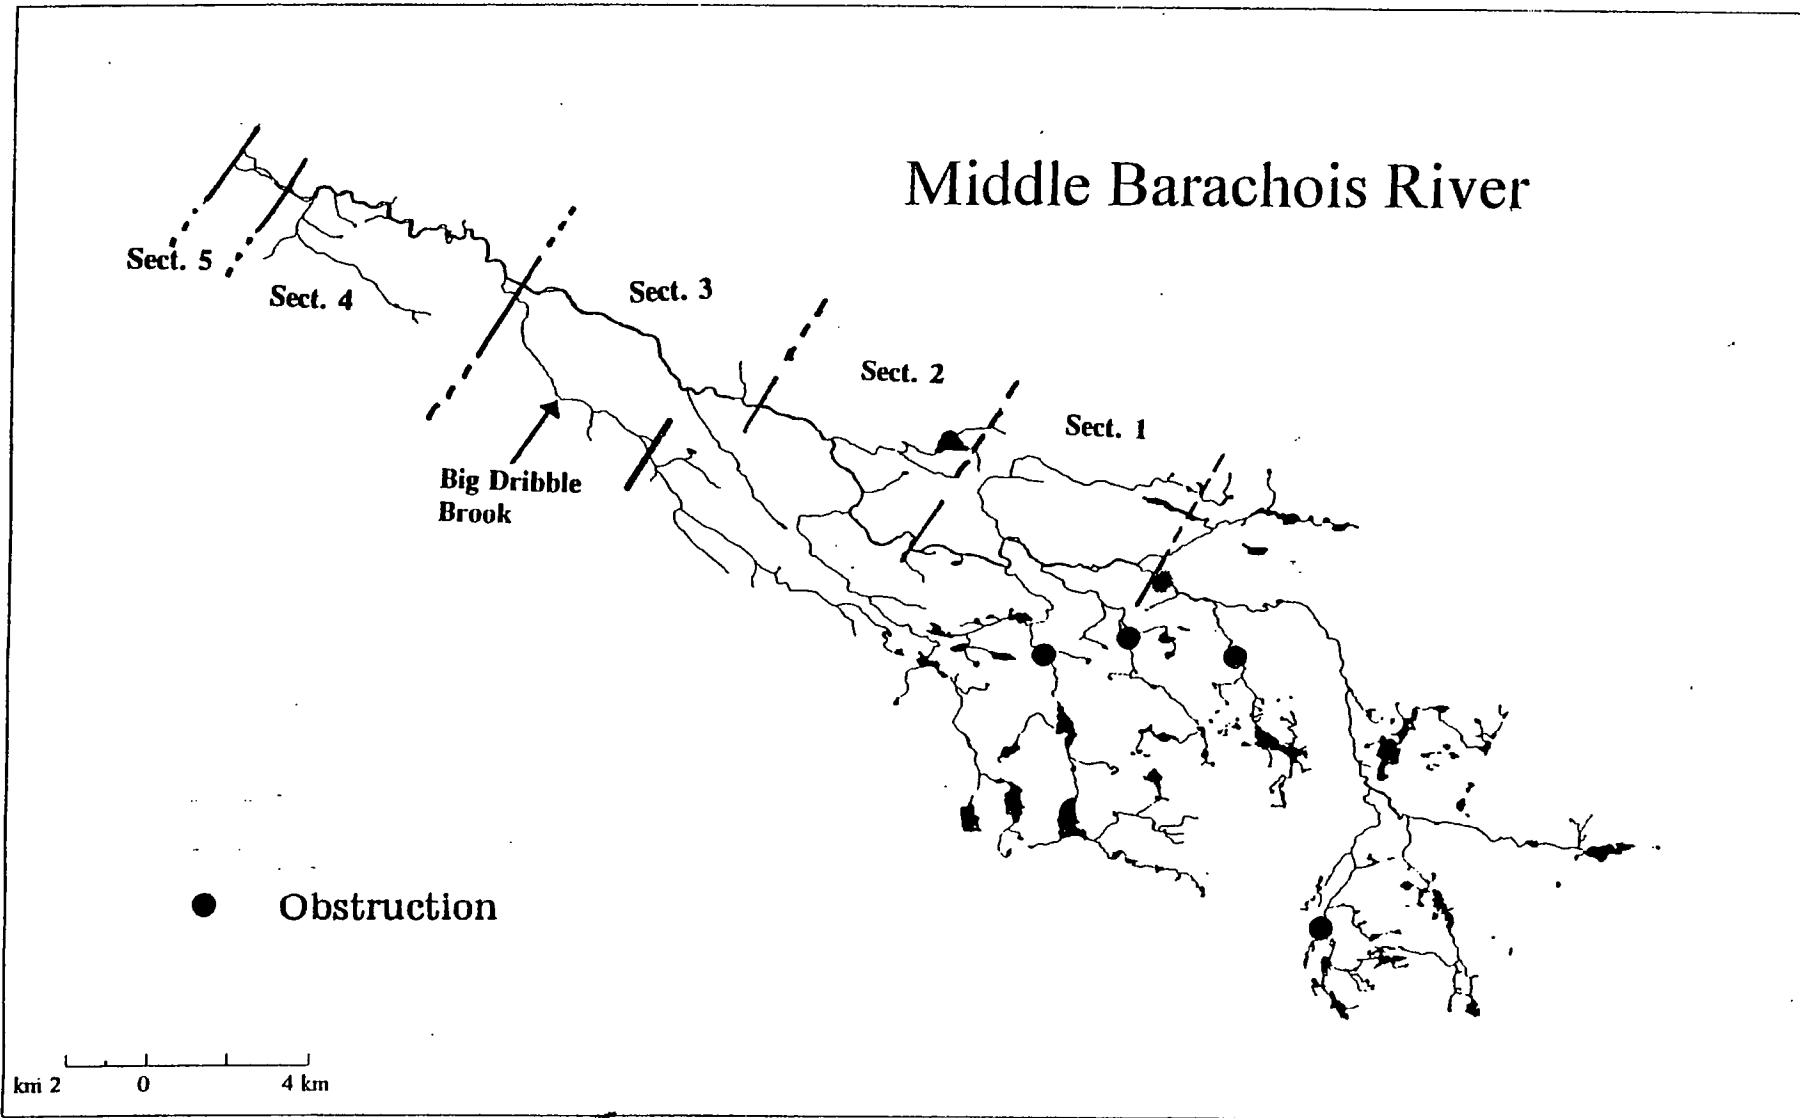 Middle Barachois River
Sect. 5
Sect. 4
Sect. 3
Sect. 2
Sect. 1
Big Dribble
Brook
Obstruction
km 2 0 4 km